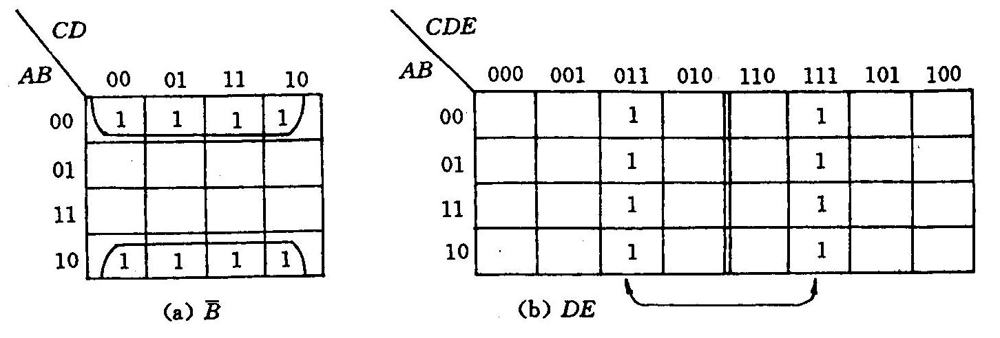 CD
AB 00 01 11 10
00 1 1 1 1
01
11
10 1 1 1 1
(a) B̅
CDE
AB 000 001 011 010 110 111 101 100
00 1 1
01 1 1
11 1 1
10 1 1
(b) DE